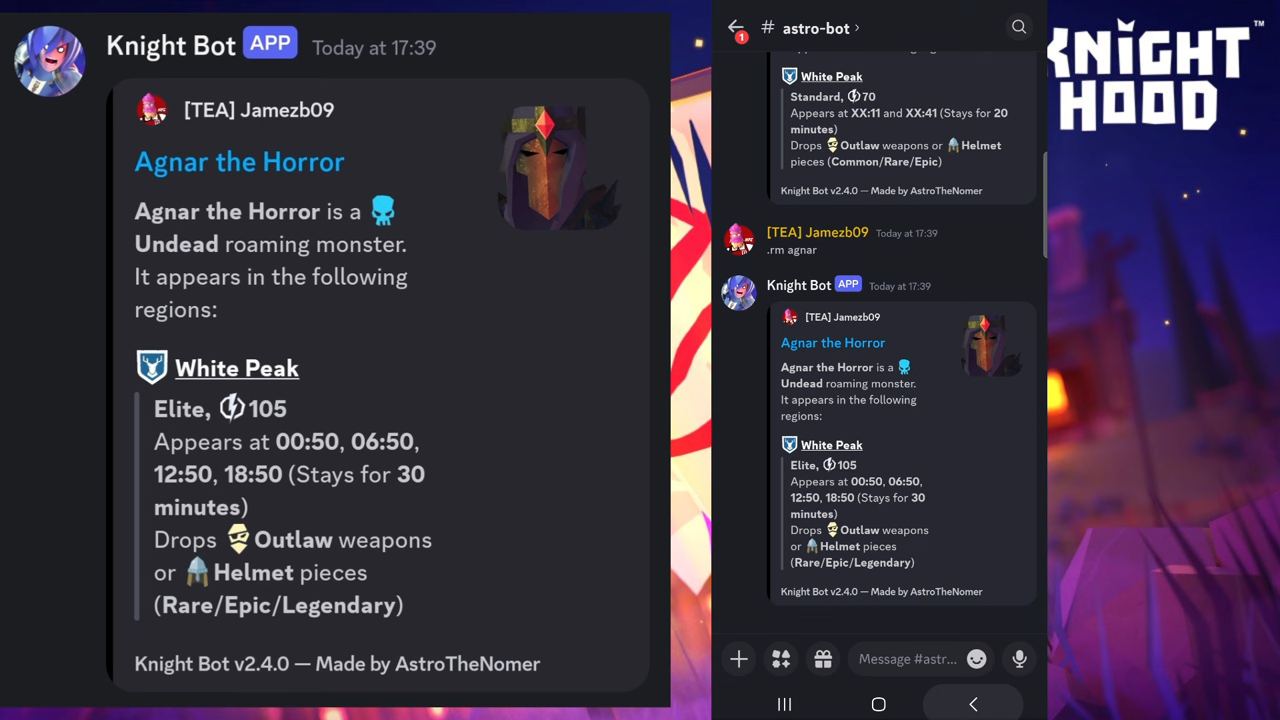 Knight Bot APP Today at 17:39
[TEA] Jamezb09
Agnar the Horror
Agnar the Horror is a
Undead roaming monster.
It appears in the following
regions:
White Peak
Elite, 105
Appears at 00:50, 06:50,
12:50, 18:50 (Stays for 30
minutes)
Drops Outlaw weapons
or Helmet pieces
(Rare/Epic/Legendary)
Knight Bot v2.4.0 — Made by AstroTheNomer
1
# astro-bot ›
White Peak
Standard, 70
Appears at XX:11 and XX:41 (Stays for 20
minutes)
Drops Outlaw weapons or Helmet
pieces (Common/Rare/Epic)
Knight Bot v2.4.0 — Made by AstroTheNomer
[TEA] Jamezb09 Today at 17:39
.rm agnar
Knight Bot APP Today at 17:39
[TEA] Jamezb09
Agnar the Horror
Agnar the Horror is a
Undead roaming monster.
It appears in the following
regions:
White Peak
Elite, 105
Appears at 00:50, 06:50,
12:50, 18:50 (Stays for 30
minutes)
Drops Outlaw weapons
or Helmet pieces
(Rare/Epic/Legendary)
Knight Bot v2.4.0 — Made by AstroTheNomer
Message #astr...
KNIGHT
HOOD
TM